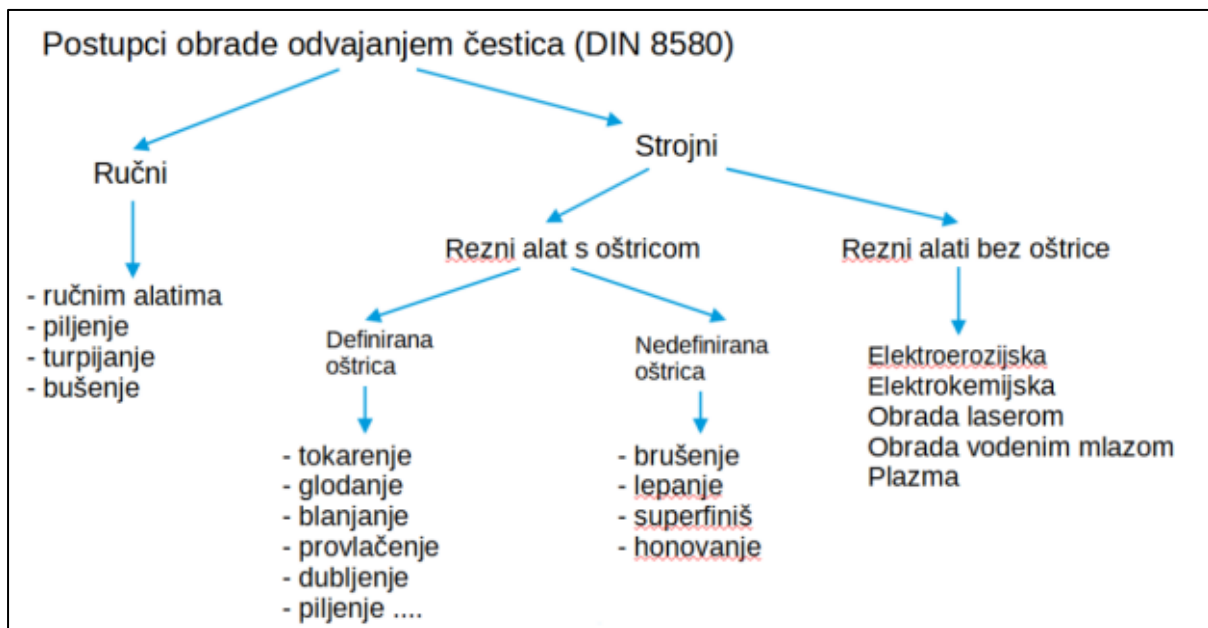 Postupci obrade odvajanjem čestica (DIN 8580)
Ručni
Strojni
- ručnim alatima
- piljenje
- turpijanje
- bušenje
Rezni alat s oštricom
Rezni alati bez oštrice
Definirana
oštrica
Nedefinirana
oštrica
- tokarenje
- glodanje
- blanjanje
- provlačenje
- dubljenje
- piljenje ....
- brušenje
- lepanje
- superfiniš
- honovanje
Elektroerozijska
Elektrokemijska
Obrada laserom
Obrada vodenim mlazom
Plazma